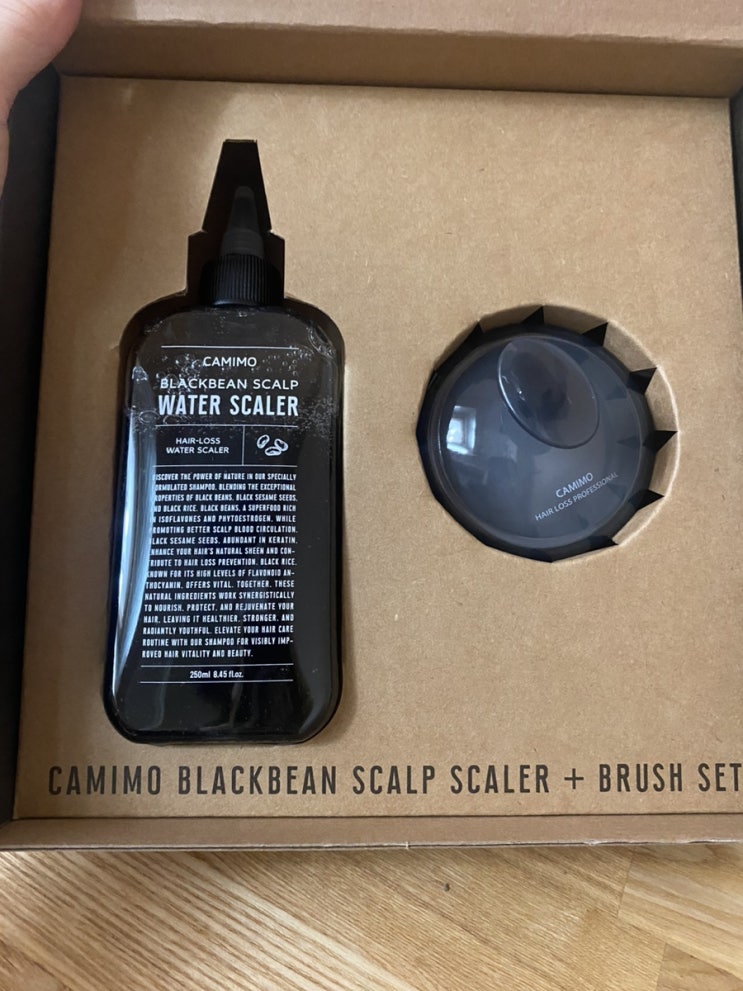 CAMIMO
BLACKBEAN SCALP
WATER SCALER
HAIR-LOSS
WATER SCALER
DISCOVER THE POWER OF NATURE IN OUR SPECIALLY
FORMULATED SHAMPOO. BLENDING THE EXCEPTIONAL
PROPERTIES OF BLACK BEANS, BLACK SESAME SEEDS,
AND BLACK RICE. BLACK BEANS, A SUPERFOOD RICH
IN ISOFLAVONES AND PHYTOESTROGEN, WHILE
PROMOTING BETTER SCALP BLOOD CIRCULATION.
BLACK SESAME SEEDS, ABUNDANT IN KERATIN,
ENHANCE YOUR HAIR'S NATURAL SHEEN AND CON-
TRIBUTE TO HAIR LOSS PREVENTION. BLACK RICE,
KNOWN FOR ITS HIGH LEVELS OF FLAVONOID AN-
THOCYANIN, OFFERS VITAL. TOGETHER, THESE
NATURAL INGREDIENTS WORK SYNERGISTICALLY
TO NOURISH, PROTECT, AND REJUVENATE YOUR
HAIR, LEAVING IT HEALTHIER, STRONGER, AND
RADIANTLY YOUTHFUL. ELEVATE YOUR HAIR CARE
ROUTINE WITH OUR SHAMPOO FOR VISIBLY IMP-
ROVED HAIR VITALITY AND BEAUTY.
250ml 8.45 fl.oz.
CAMIMO
HAIR LOSS PROFESSIONAL
CAMIMO BLACKBEAN SCALP SCALER + BRUSH SET